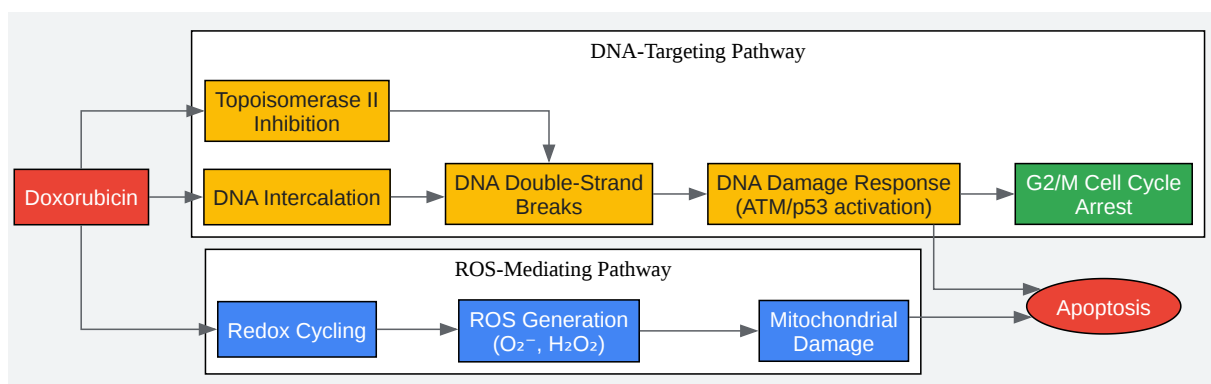 DNA-Targeting Pathway
Topoisomerase II
Inhibition
Doxorubicin
DNA Intercalation
DNA Double-Strand
Breaks
DNA Damage Response
(ATM/p53 activation)
G2/M Cell Cycle
Arrest
ROS-Mediating Pathway
Redox Cycling
ROS Generation
(O₂⁻, H₂O₂)
Mitochondrial
Damage
Apoptosis